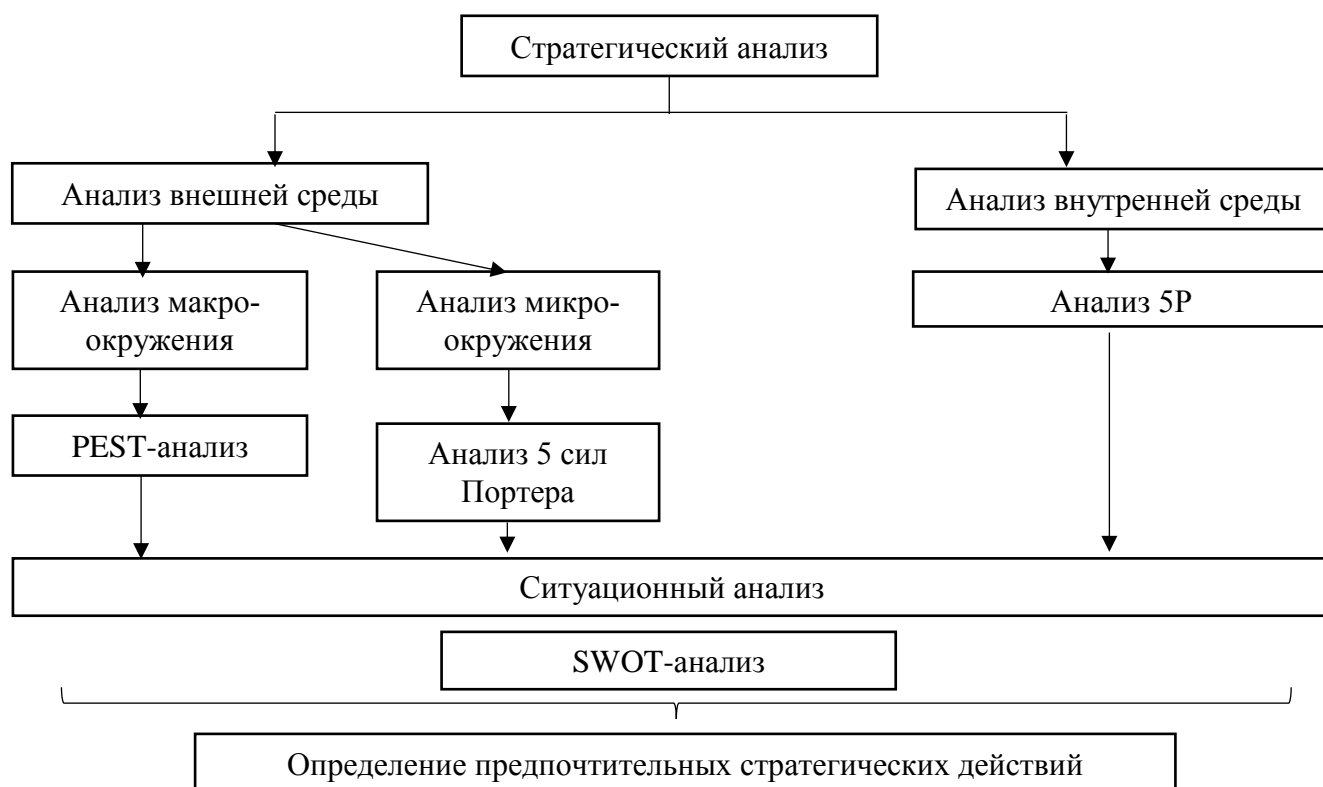 Стратегический анализ
Анализ внешней среды
Анализ внутренней среды
Анализ макро-
окружения
Анализ микро-
окружения
Анализ 5Р
PEST-анализ
Анализ 5 сил
Портера
Ситуационный анализ
SWOT-анализ
Определение предпочтительных стратегических действий